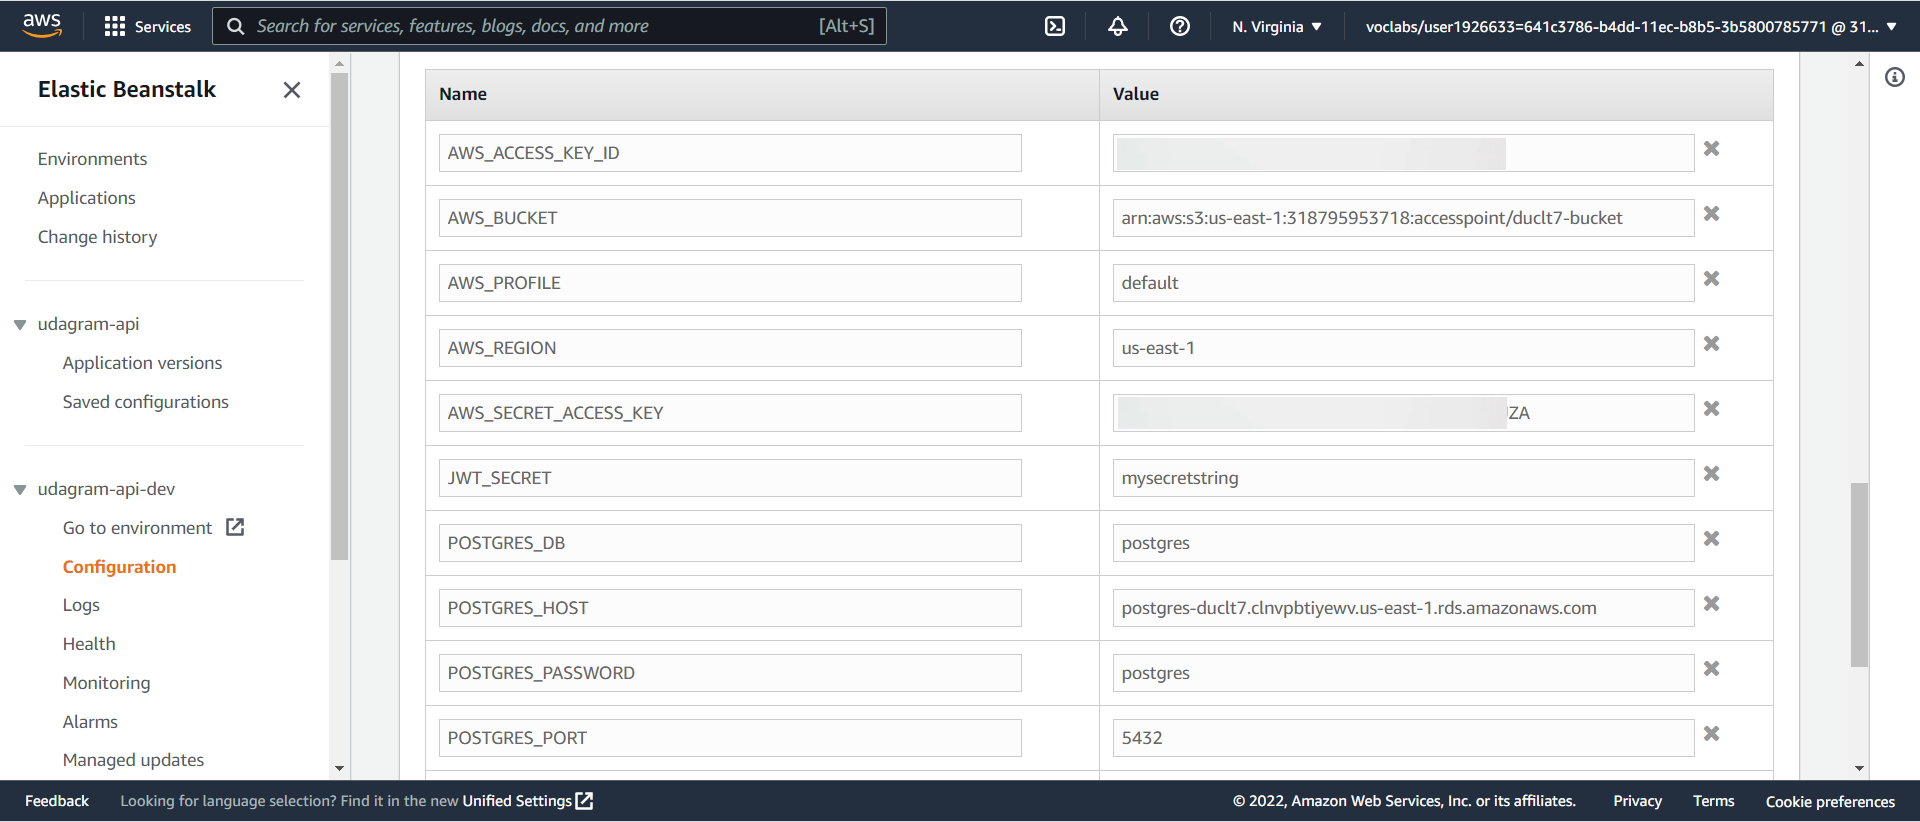 aws
Services
Search for services, features, blogs, docs, and more [Alt+S]
N. Virginia ▼
voclabs/user1926633=641c3786-b4dd-11ec-b8b5-3b5800785771 @ 31... ▼
Elastic Beanstalk
Environments
Applications
Change history
udagram-api
Application versions
Saved configurations
udagram-api-dev
Go to environment
Configuration
Logs
Health
Monitoring
Alarms
Managed updates
Name Value
AWS_ACCESS_KEY_ID
AWS_BUCKET arn:aws:s3:us-east-1:318795953718:accesspoint/duclt7-bucket
AWS_PROFILE default
AWS_REGION us-east-1
AWS_SECRET_ACCESS_KEY ZA
JWT_SECRET mysecretstring
POSTGRES_DB postgres
POSTGRES_HOST postgres-duclt7.clnvpbtiyewv.us-east-1.rds.amazonaws.com
POSTGRES_PASSWORD postgres
POSTGRES_PORT 5432
Feedback Looking for language selection? Find it in the new Unified Settings
© 2022, Amazon Web Services, Inc. or its affiliates. Privacy Terms Cookie preferences